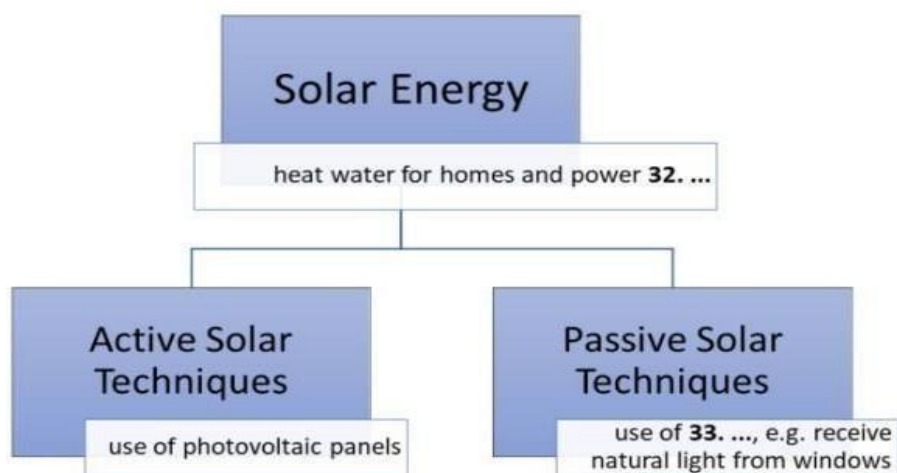 Solar Energy
heat water for homes and power 32. ...
Active Solar
Techniques
use of photovoltaic panels
Passive Solar
Techniques
use of 33. ..., e.g. receive
natural light from windows